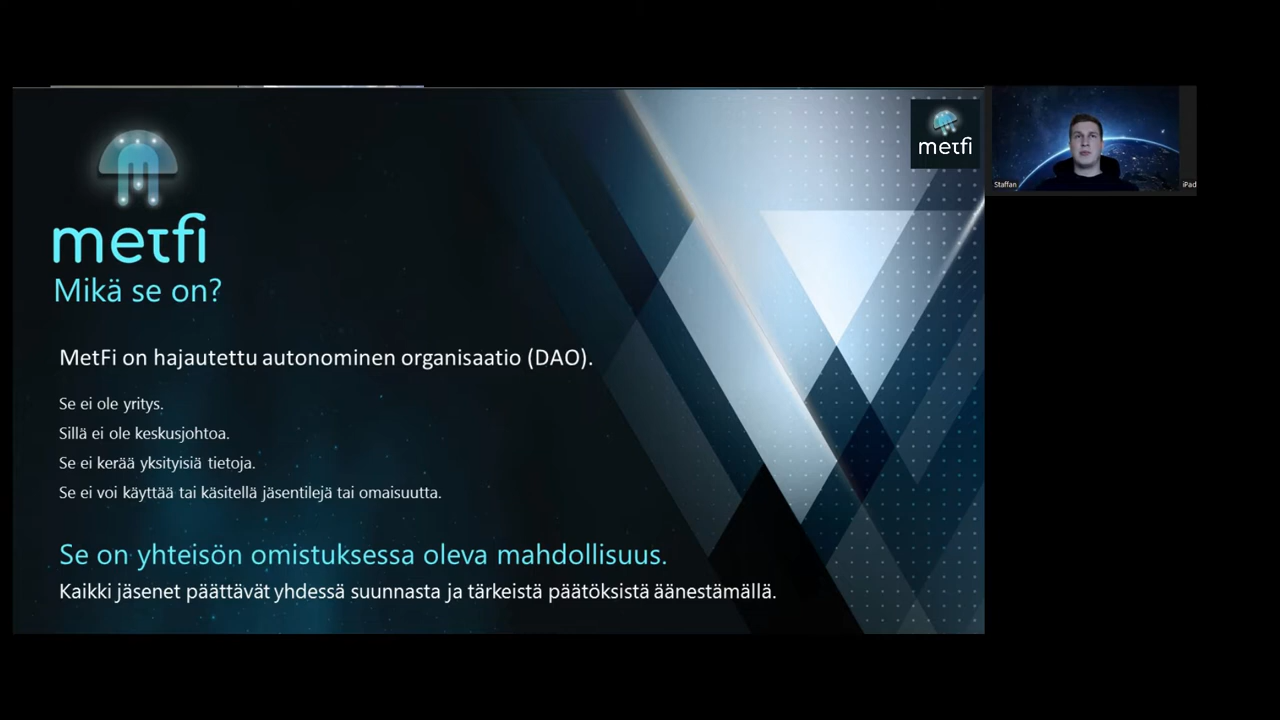 metfi
Mikä se on?
MetFi on hajautettu autonominen organisaatio (DAO).
Se ei ole yritys.
Sillä ei ole keskusjohtoa.
Se ei kerää yksityisiä tietoja.
Se ei voi käyttää tai käsitellä jäsentilejä tai omaisuutta.
Se on yhteisön omistuksessa oleva mahdollisuus.
Kaikki jäsenet päättävät yhdessä suunnasta ja tärkeistä päätöksistä äänestämällä.
metfi
Staffan
iPad